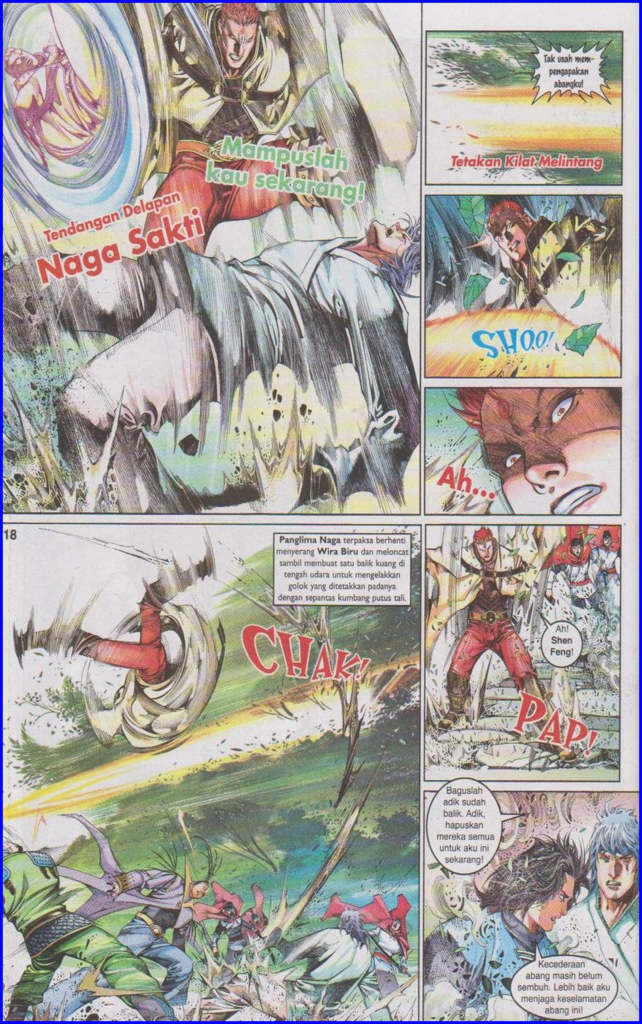 Mampuslah
kau sekarang!
Tendangan Delapan
Naga Sakti
Tak usah mem-
pengapakan
abangku!
Tetakan Kilat Melintang
SHOO!
Ah...
18
Panglima Naga terpaksa berhenti
menyerang Wira Biru dan meloncat
sambil membuat satu balik kuang di
tengah udara untuk mengelakkan
golok yang ditetakkan padanya
dengan sepantas kumbang putus tali.
CHAK!
Ah!
Shen
Feng!
PAP!
Baguslah
adik sudah
balik. Adik,
hapuskan
mereka semua
untuk aku ini
sekarang!
Kecederaan
abang masih belum
sembuh. Lebih baik aku
menjaga keselamatan
abang ini!